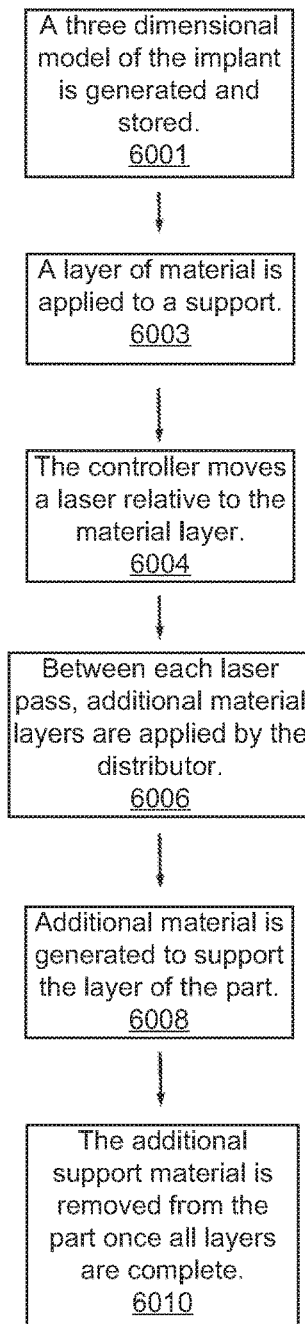 A three dimensional
model of the implant
is generated and
stored.
6001
A layer of material is
applied to a support.
6003
The controller moves
a laser relative to the
material layer.
6004
Between each laser
pass, additional material
layers are applied by the
distributor.
6006
Additional material is
generated to support
the layer of the part.
6008
The additional
support material is
removed from the
part once all layers
are complete.
6010